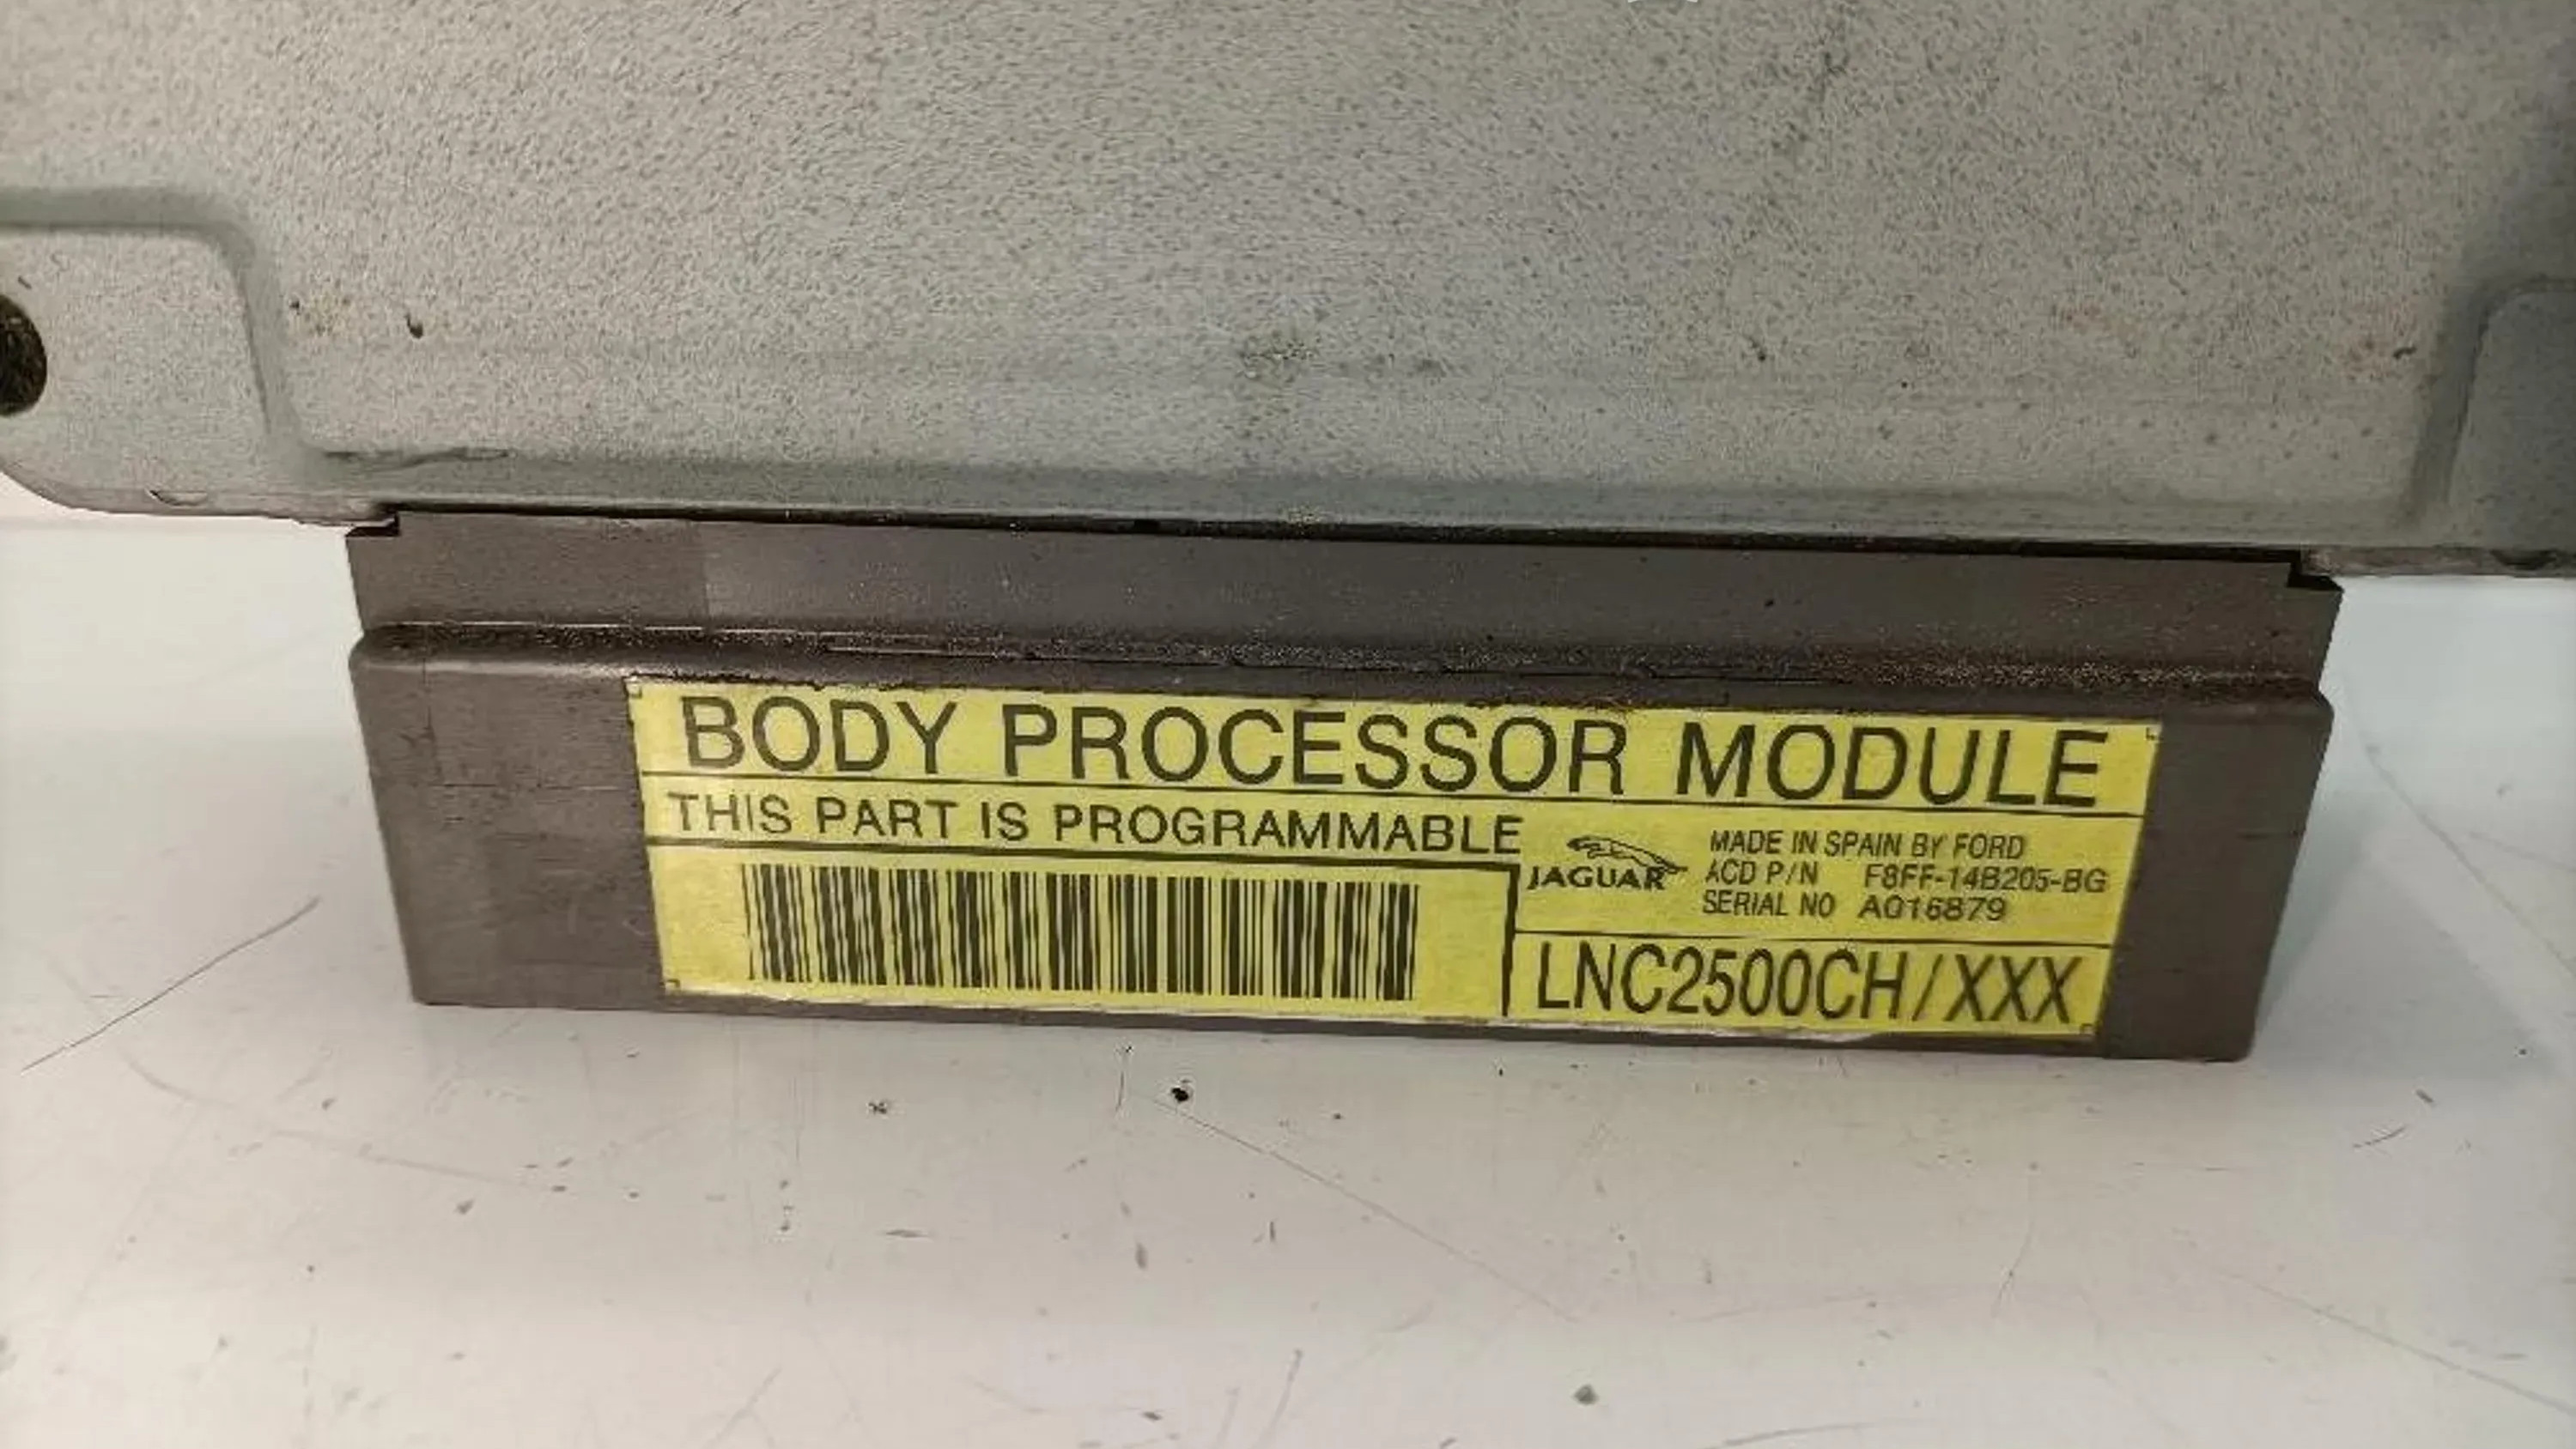 BODY PROCESSOR MODULE
THIS PART IS PROGRAMMABLE
JAGUAR
MADE IN SPAIN BY FORD
ACD P/N F8FF-14B205-BG
SERIAL NO A016879
LNC2500CH/XXX